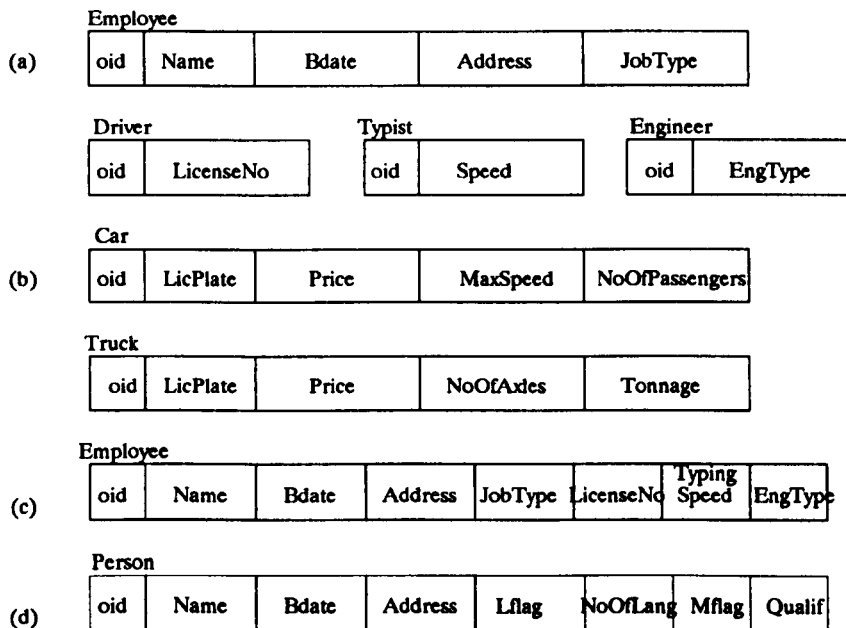 Employee
(a) oid Name Bdate Address JobType
Driver Typist Engineer
oid LicenseNo oid Speed oid EngType
Car
(b) oid LicPlate Price MaxSpeed NoOfPassengers
Truck
oid LicPlate Price NoOfAxles Tonnage
Employee
(c) oid Name Bdate Address JobType LicenseNo Typing Speed EngType
Person
(d) oid Name Bdate Address Lflag NoOfLang Mflag Qualif